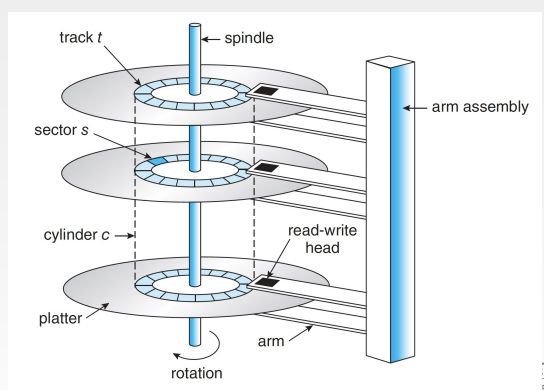 track t
spindle
arm assembly
sector s
cylinder c
read-write
head
platter
arm
rotation